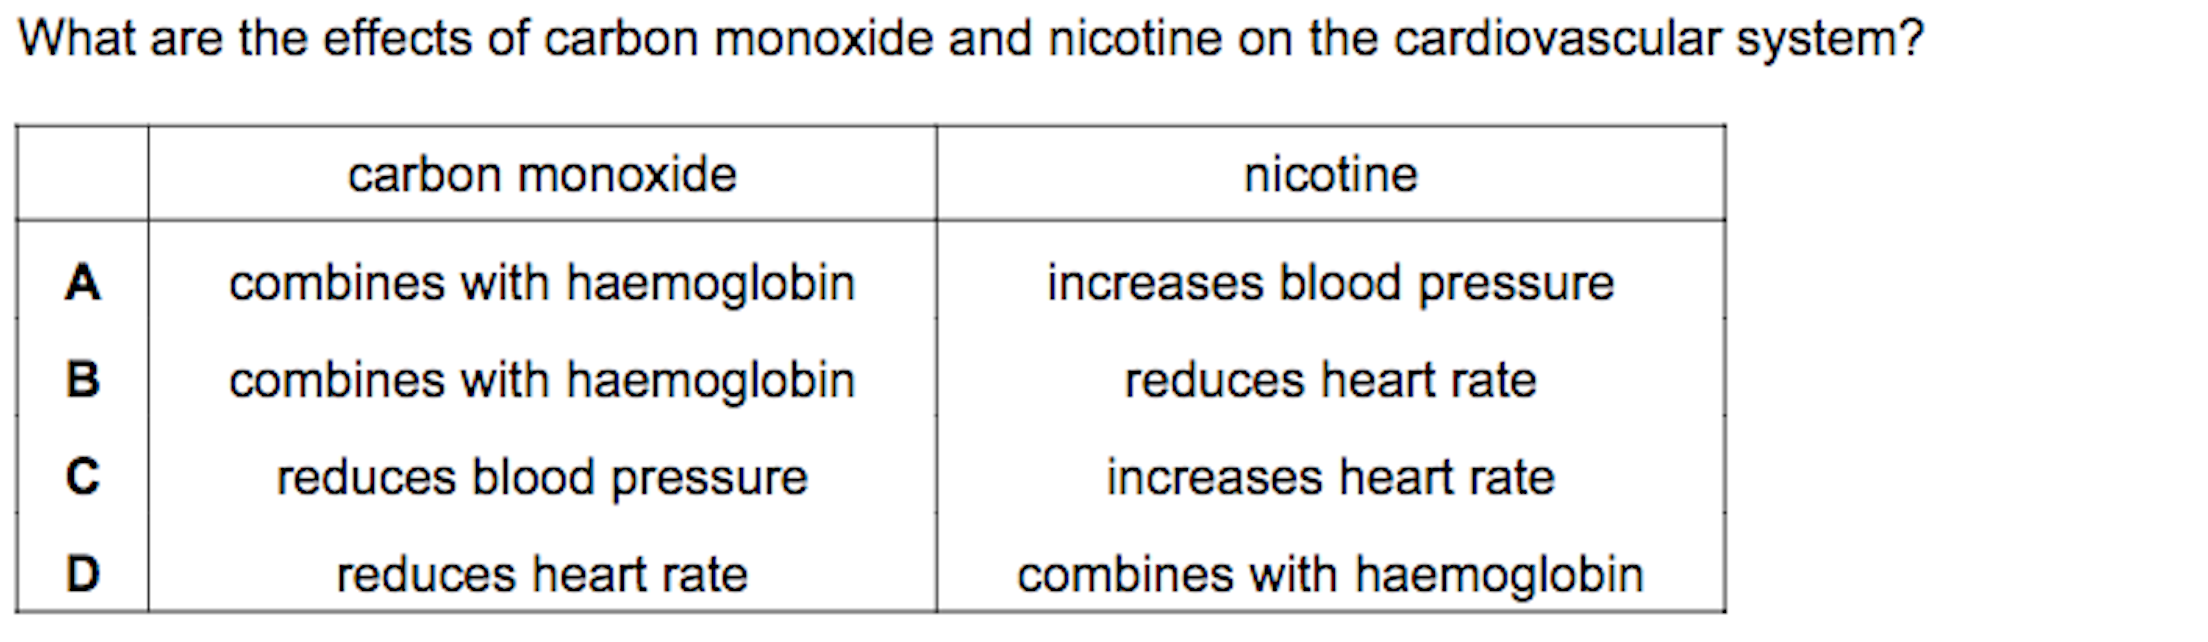 What are the effects of carbon monoxide and nicotine on the cardiovascular system?
carbon monoxide nicotine
A combines with haemoglobin increases blood pressure
B combines with haemoglobin reduces heart rate
C reduces blood pressure increases heart rate
D reduces heart rate combines with haemoglobin